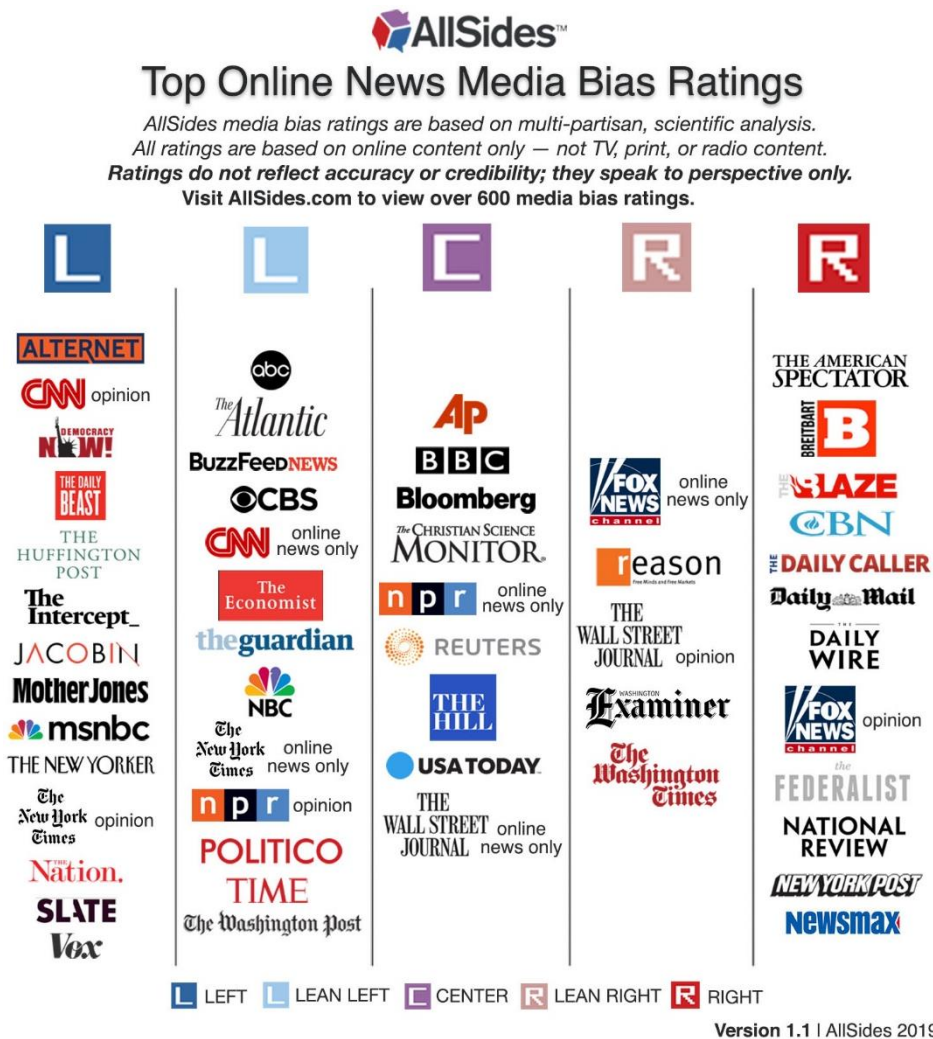 AllSides™
Top Online News Media Bias Ratings
AllSides media bias ratings are based on multi-partisan, scientific analysis.
All ratings are based on online content only — not TV, print, or radio content.
Ratings do not reflect accuracy or credibility; they speak to perspective only.
Visit AllSides.com to view over 600 media bias ratings.
L
ALTERNET
CNN opinion
DEMOCRACY
NOW!
THE DAILY
BEAST
THE
HUFFINGTON
POST
The
Intercept_
JACOBIN
Mother Jones
msnbc
THE NEW YORKER
The
New York
Times opinion
THE
Nation.
SLATE
Vox
L
abc
The
Atlantic
BuzzFeedNEWS
CBS
CNN online
news only
The
Economist
theguardian
NBC
The
New York
Times online
news only
npr opinion
POLITICO
TIME
The Washington Post
C
AP
BBC
Bloomberg
The CHRISTIAN SCIENCE
MONITOR
npr online
news only
REUTERS
THE
HILL
USA TODAY
THE
WALL STREET
JOURNAL online
news only
R
FOX
NEWS
channel
online
news only
reason
Free Minds and Free Markets
THE
WALL STREET
JOURNAL opinion
WASHINGTON
Examiner
The
Washington
Times
R
THE AMERICAN
SPECTATOR
BREITBART B
THE BLAZE
CBN
THE DAILY CALLER
Daily Mail
THE
DAILY
WIRE
FOX
NEWS
channel
opinion
the
FEDERALIST
NATIONAL
REVIEW
NEW YORK POST
Newsmax
L LEFT L LEAN LEFT C CENTER R LEAN RIGHT R RIGHT
Version 1.1 | AllSides 2019